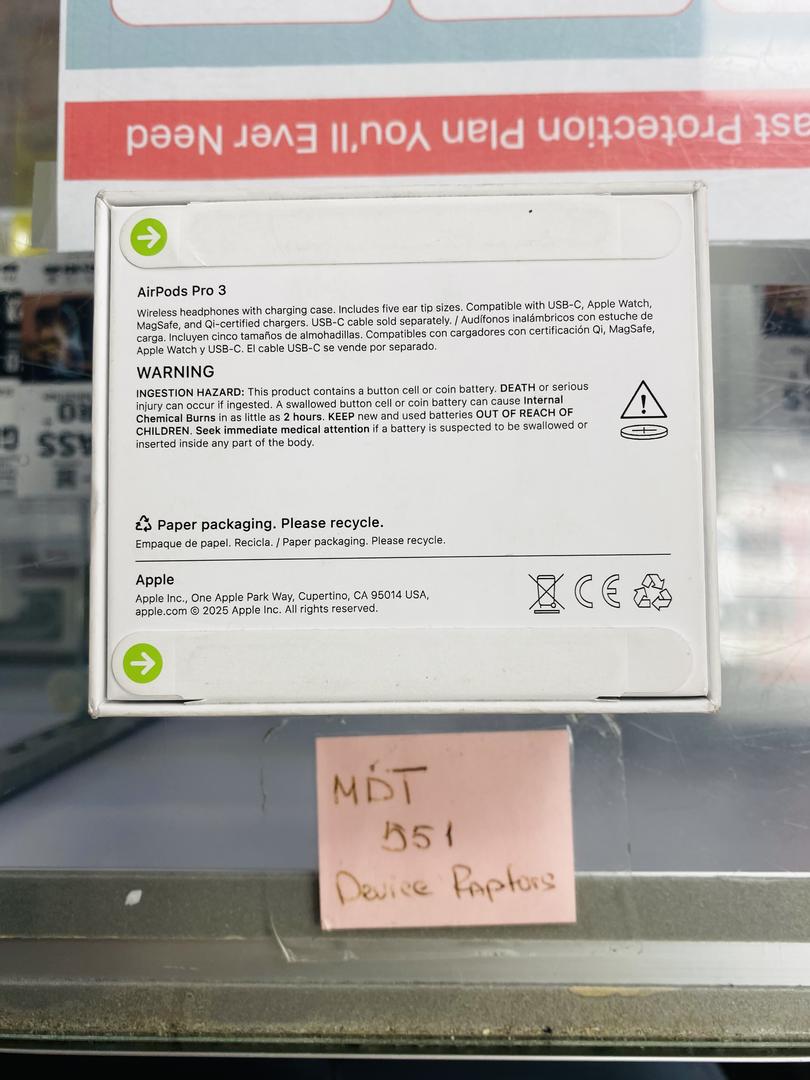 ast Protection Plan You'll Ever Need
AirPods Pro 3
Wireless headphones with charging case. Includes five ear tip sizes. Compatible with USB-C, Apple Watch,
MagSafe, and Qi-certified chargers. USB-C cable sold separately. / Audífonos inalámbricos con estuche de
carga. Incluyen cinco tamaños de almohadillas. Compatibles con cargadores con certificación Qi, MagSafe,
Apple Watch y USB-C. El cable USB-C se vende por separado.
WARNING
INGESTION HAZARD: This product contains a button cell or coin battery. DEATH or serious
injury can occur if ingested. A swallowed button cell or coin battery can cause Internal
Chemical Burns in as little as 2 hours. KEEP new and used batteries OUT OF REACH OF
CHILDREN. Seek immediate medical attention if a battery is suspected to be swallowed or
inserted inside any part of the body.
Paper packaging. Please recycle.
Empaque de papel. Recicla. / Paper packaging. Please recycle.
Apple
Apple Inc., One Apple Park Way, Cupertino, CA 95014 USA,
apple.com © 2025 Apple Inc. All rights reserved.
CE
MDT
551
Device Raptors